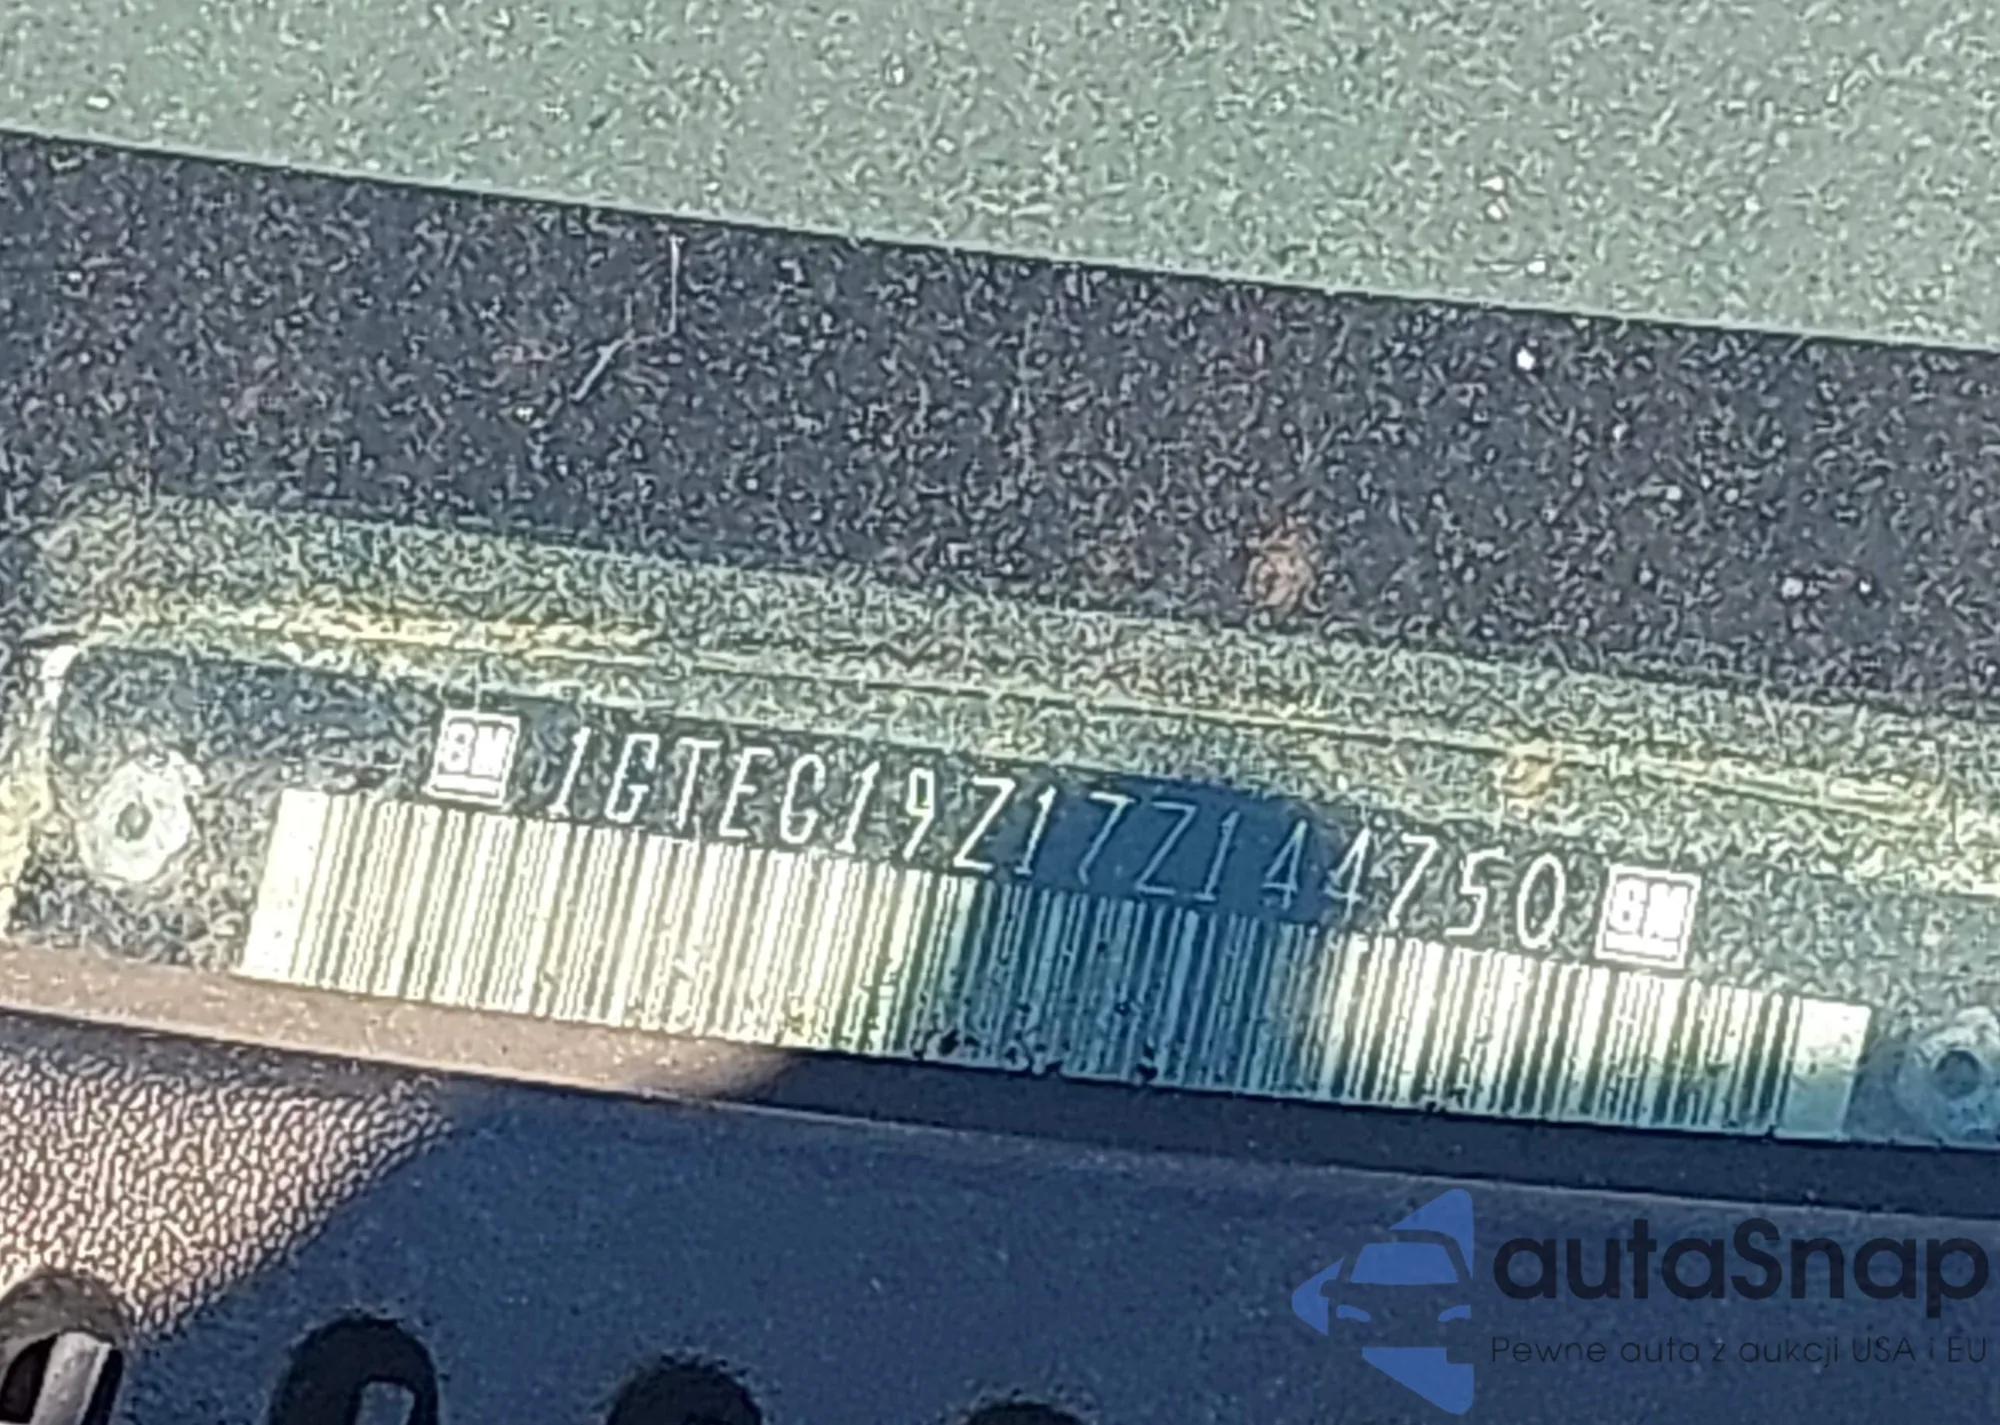 GM 1GTEC19Z17Z144750 GM
autaSnap
Pewne auta z aukcji USA i EU